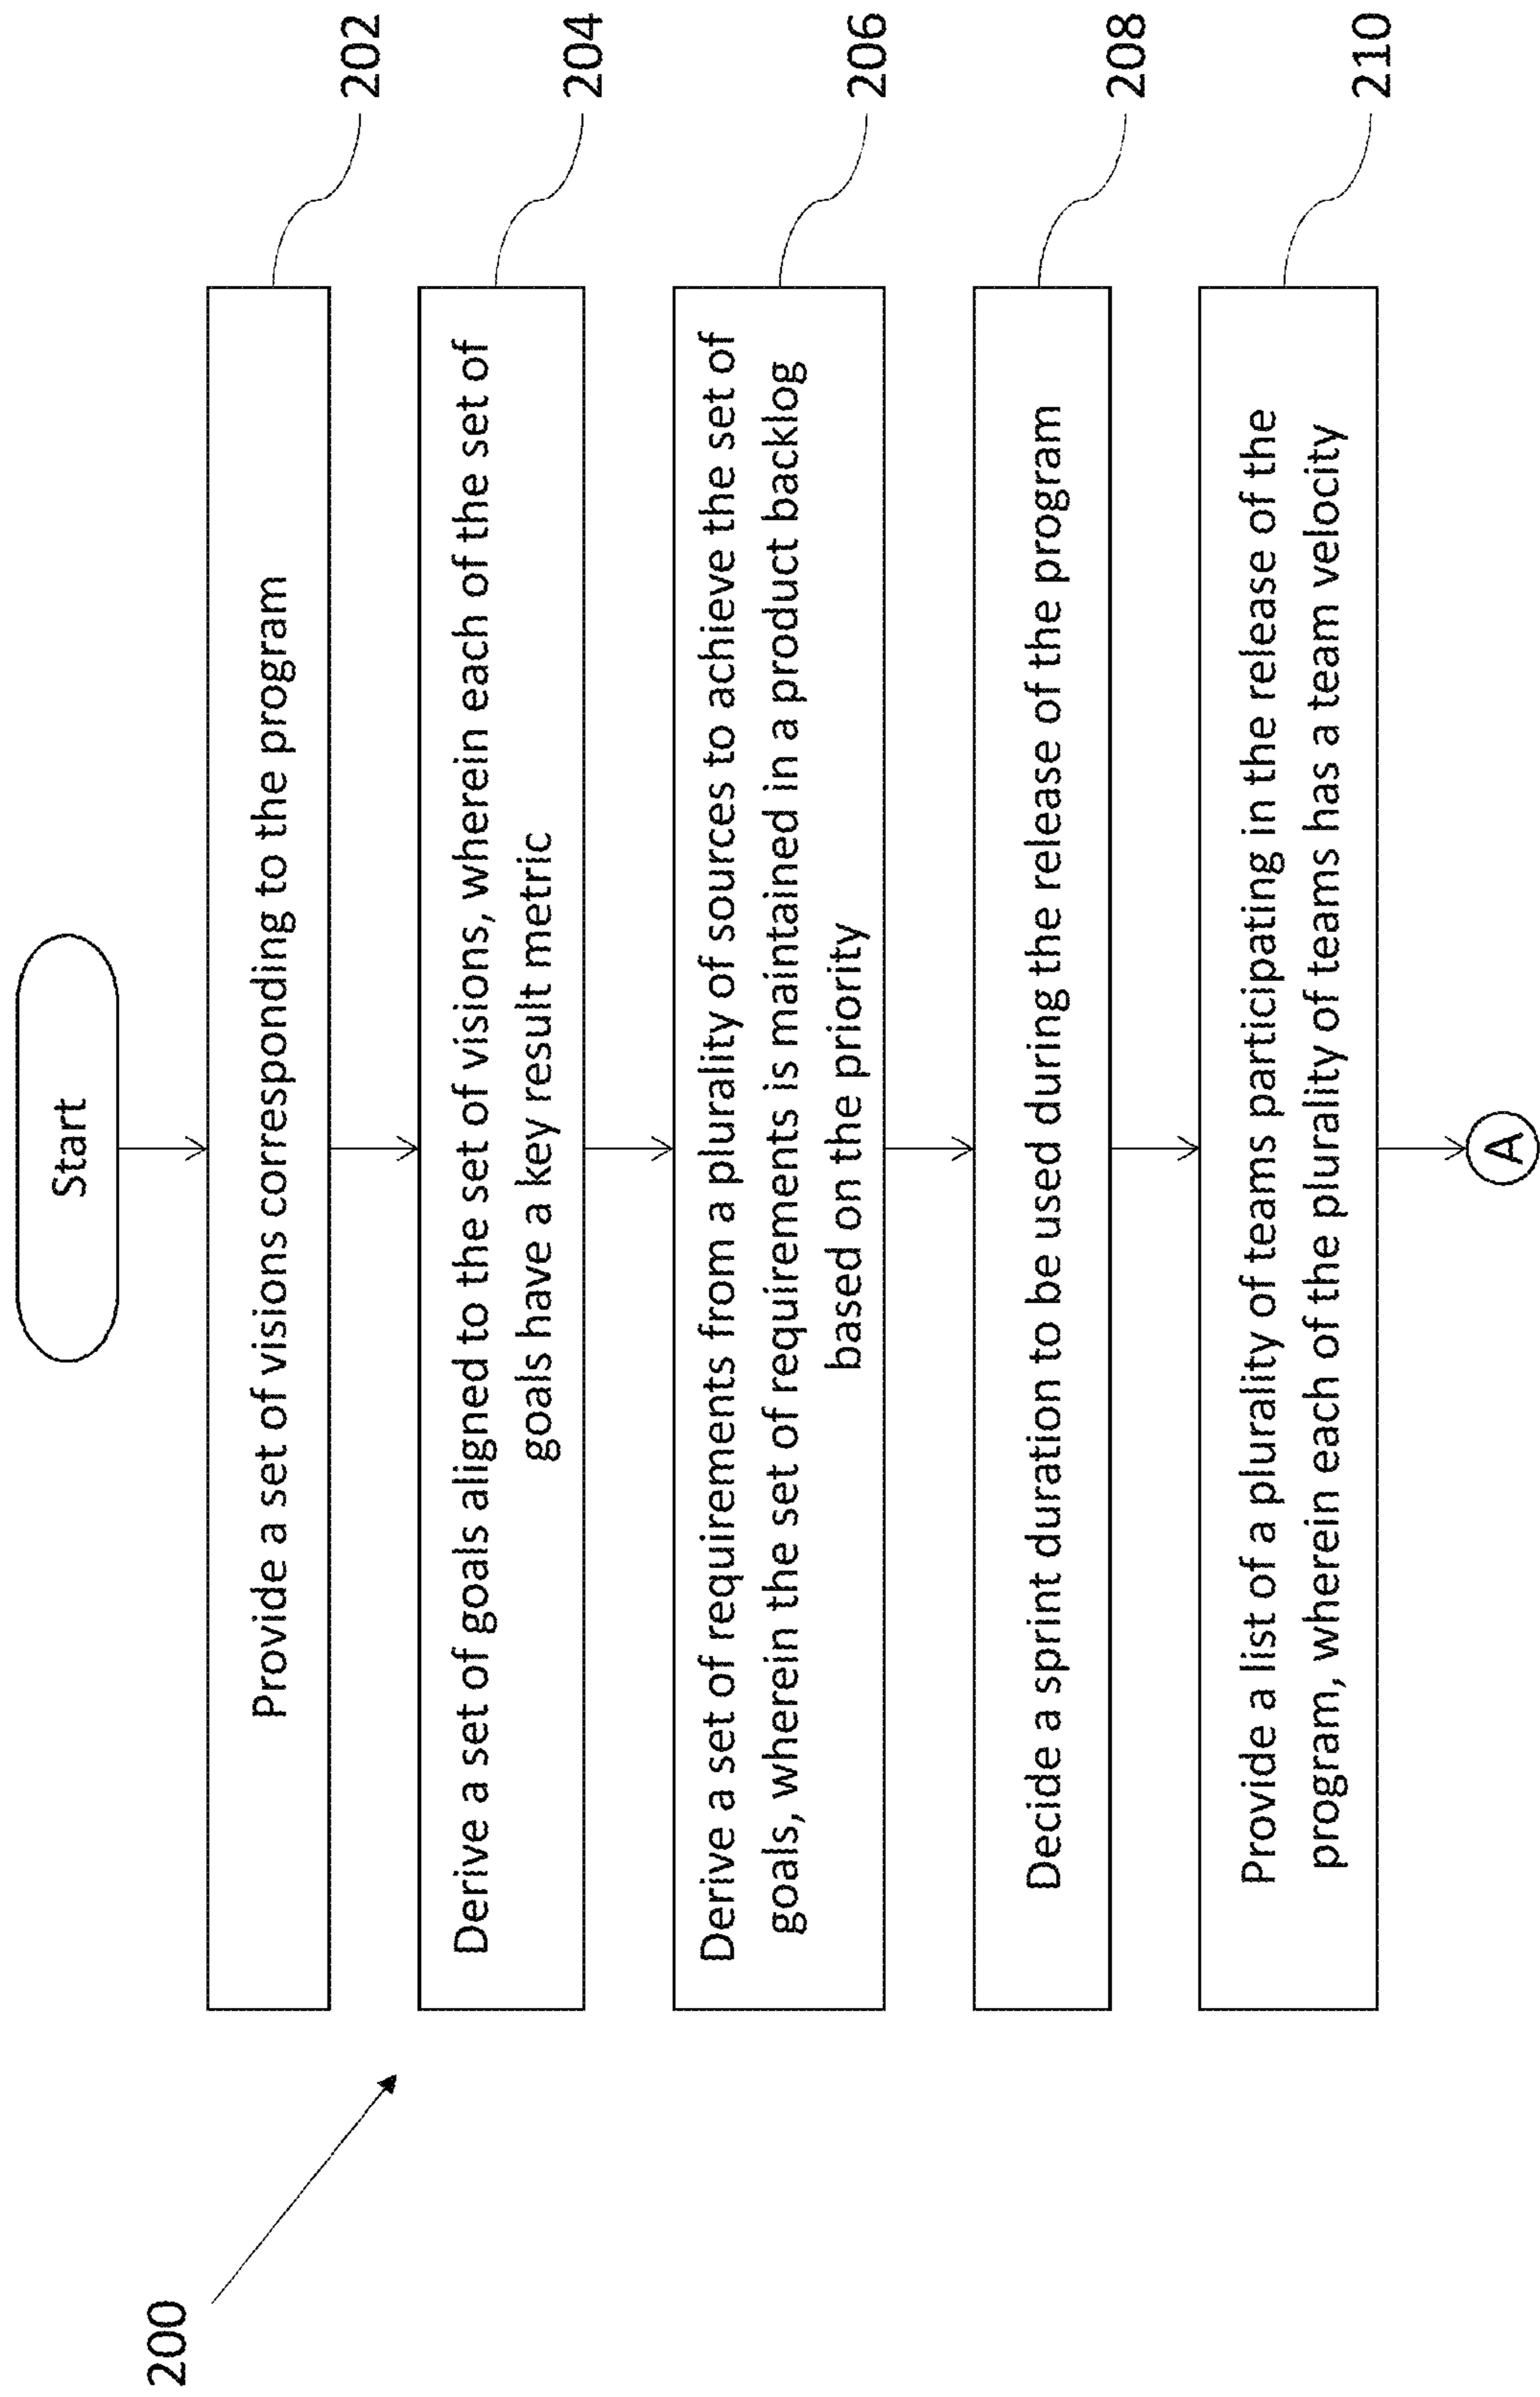 200
Start
Provide a set of visions corresponding to the program
202
Derive a set of goals aligned to the set of visions, wherein each of the set of
goals have a key result metric
204
Derive a set of requirements from a plurality of sources to achieve the set of
goals, wherein the set of requirements is maintained in a product backlog
based on the priority
206
Decide a sprint duration to be used during the release of the program
208
Provide a list of a plurality of teams participating in the release of the
program, wherein each of the plurality of teams has a team velocity
210
A